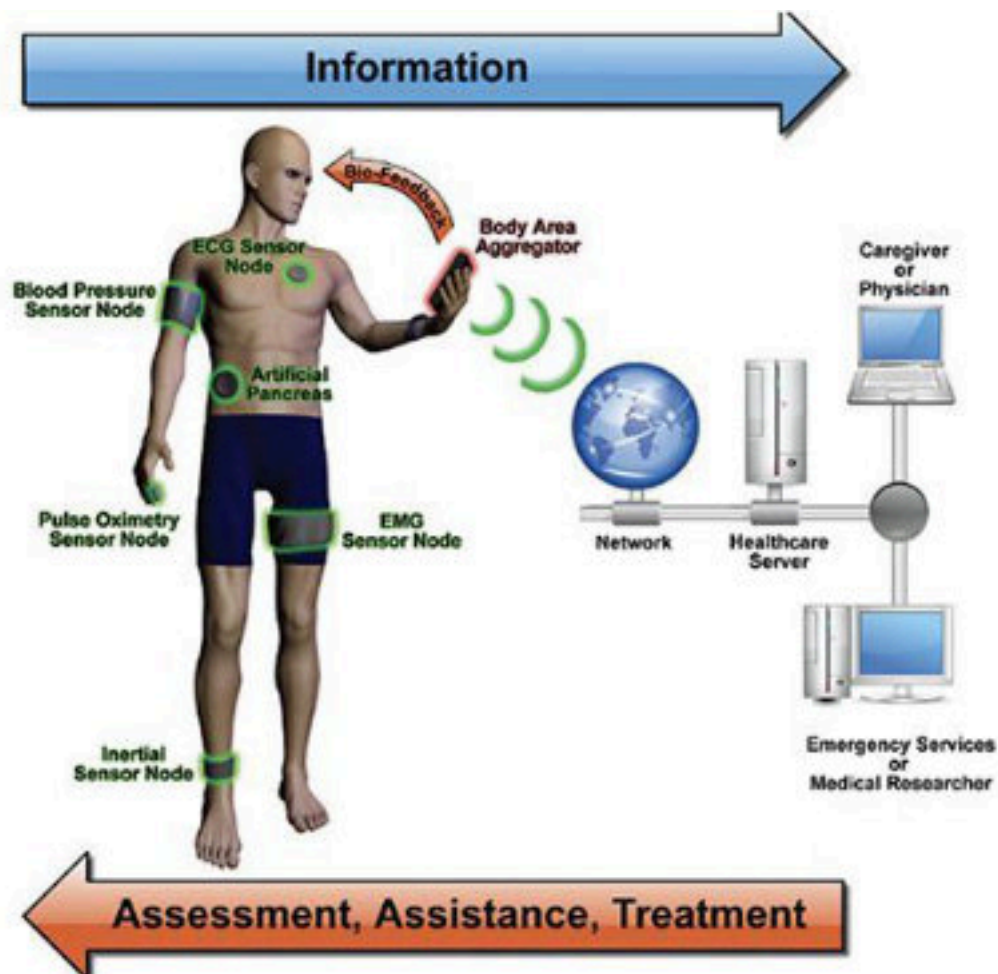 Information
Bio-Feedback
Body Area
Aggregator
ECG Sensor
Node
Blood Pressure
Sensor Node
Artificial
Pancreas
Pulse Oximetry
Sensor Node
EMG
Sensor Node
Inertial
Sensor Node
Caregiver
or
Physician
Network
Healthcare
Server
Emergency Services
or
Medical Researcher
Assessment, Assistance, Treatment